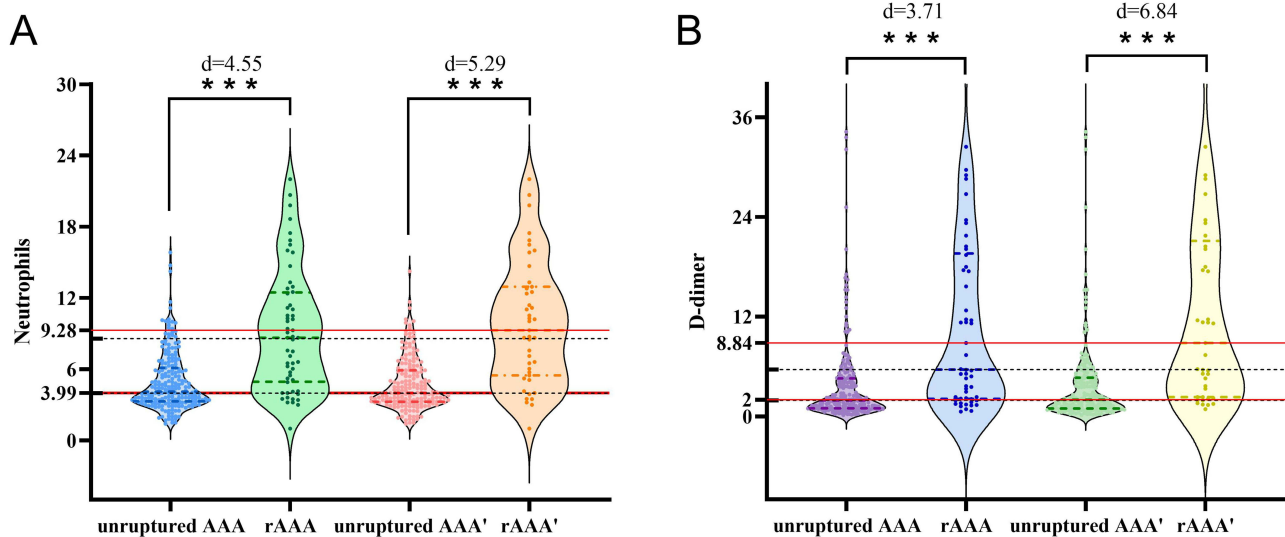 A
d=4.55
d=5.29
***
***
30
24
18
12
9.28
6
3.99
0
Neutrophils
unruptured AAA
rAAA
unruptured AAA'
rAAA'
B
d=3.71
d=6.84
***
***
36
24
12
8.84
2
0
D-dimer
unruptured AAA
rAAA
unruptured AAA'
rAAA'